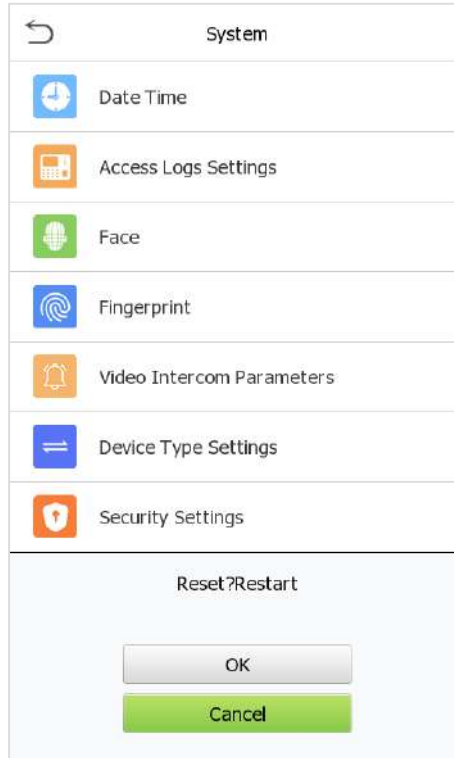 System
Date Time
Access Logs Settings
Face
Fingerprint
Video Intercom Parameters
Device Type Settings
Security Settings
Reset?Restart
OK
Cancel